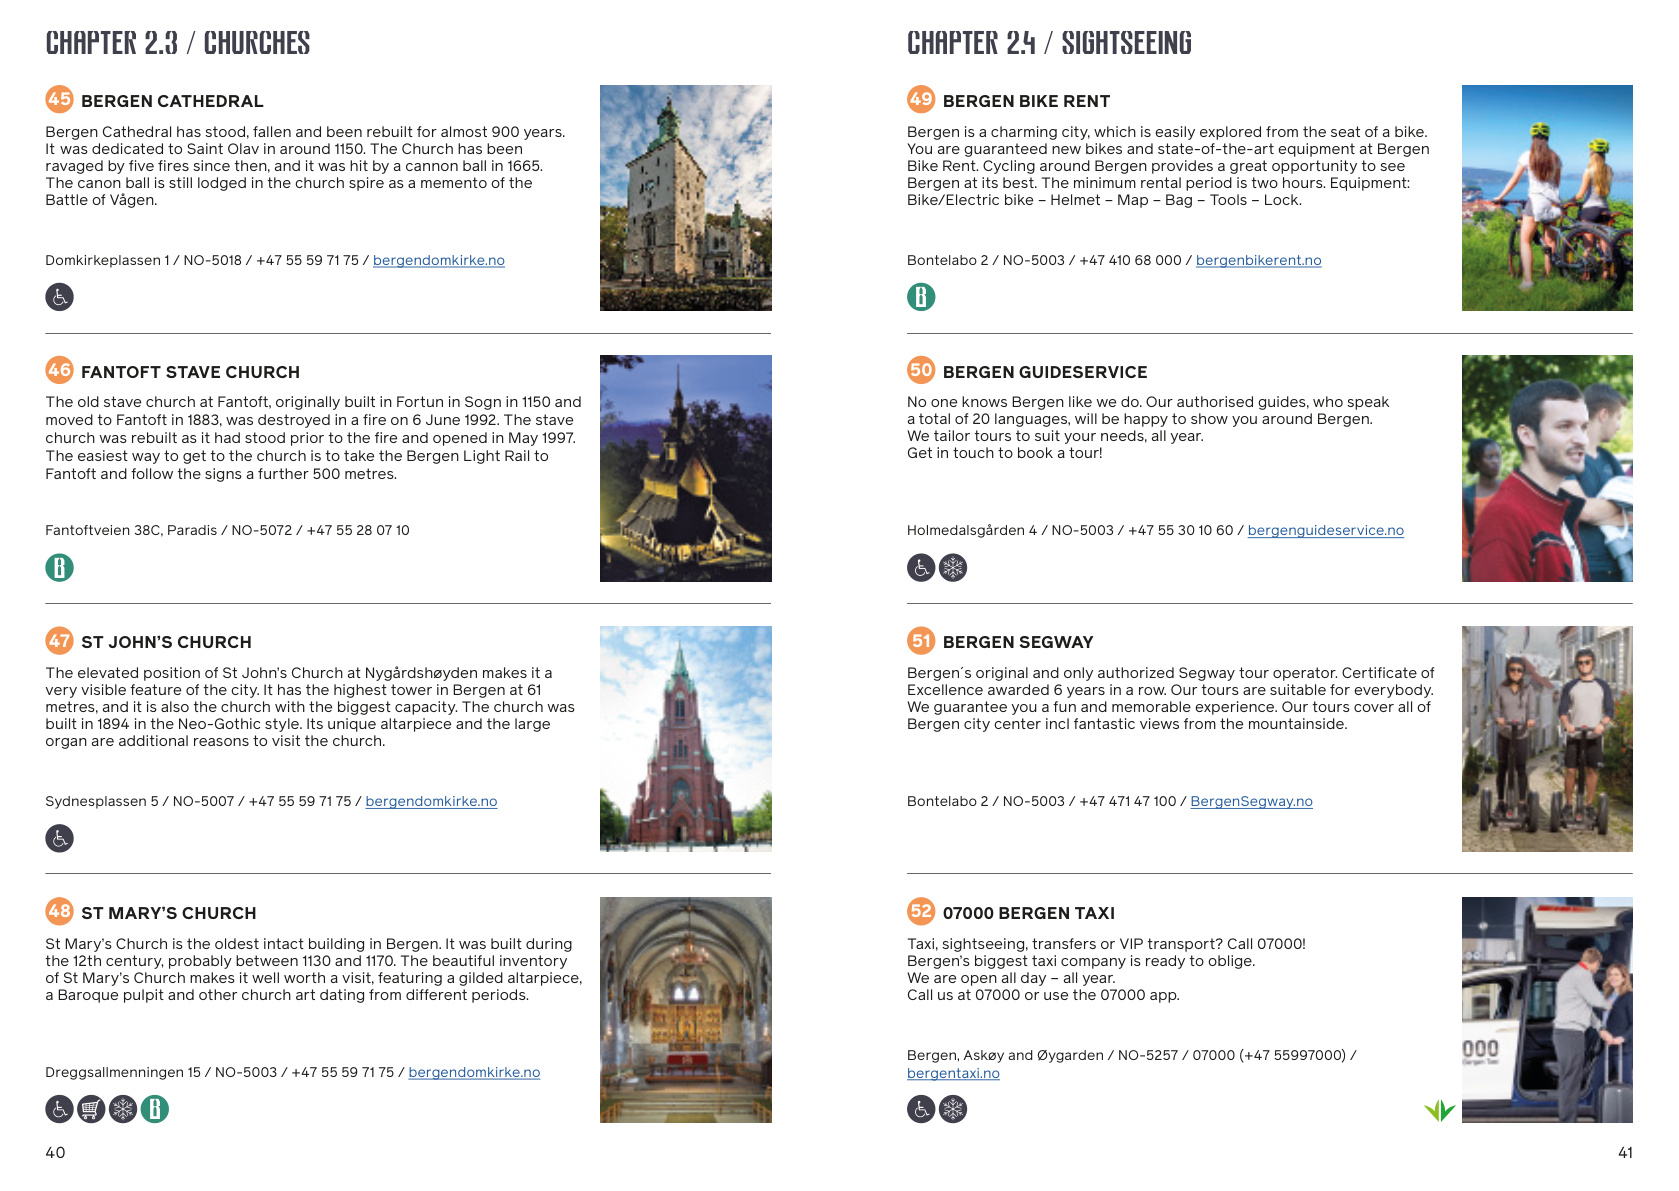 CHAPTER 2.3 / CHURCHES
45 BERGEN CATHEDRAL
Bergen Cathedral has stood, fallen and been rebuilt for almost 900 years.
It was dedicated to Saint Olav in around 1150. The Church has been
ravaged by five fires since then, and it was hit by a cannon ball in 1665.
The canon ball is still lodged in the church spire as a memento of the
Battle of Vågen.
Domkirkeplassen 1 / NO-5018 / +47 55 59 71 75 / bergendomkirke.no
46 FANTOFT STAVE CHURCH
The old stave church at Fantoft, originally built in Fortun in Sogn in 1150 and
moved to Fantoft in 1883, was destroyed in a fire on 6 June 1992. The stave
church was rebuilt as it had stood prior to the fire and opened in May 1997.
The easiest way to get to the church is to take the Bergen Light Rail to
Fantoft and follow the signs a further 500 metres.
Fantoftveien 38C, Paradis / NO-5072 / +47 55 28 07 10
B
47 ST JOHN'S CHURCH
The elevated position of St John's Church at Nygårdshøyden makes it a
very visible feature of the city. It has the highest tower in Bergen at 61
metres, and it is also the church with the biggest capacity. The church was
built in 1894 in the Neo-Gothic style. Its unique altarpiece and the large
organ are additional reasons to visit the church.
Sydnesplassen 5 / NO-5007 / +47 55 59 71 75 / bergendomkirke.no
48 ST MARY'S CHURCH
St Mary's Church is the oldest intact building in Bergen. It was built during
the 12th century, probably between 1130 and 1170. The beautiful inventory
of St Mary's Church makes it well worth a visit, featuring a gilded altarpiece,
a Baroque pulpit and other church art dating from different periods.
Dreggsallmenningen 15 / NO-5003 / +47 55 59 71 75 / bergendomkirke.no
B
40
CHAPTER 2.4 / SIGHTSEEING
49 BERGEN BIKE RENT
Bergen is a charming city, which is easily explored from the seat of a bike.
You are guaranteed new bikes and state-of-the-art equipment at Bergen
Bike Rent. Cycling around Bergen provides a great opportunity to see
Bergen at its best. The minimum rental period is two hours. Equipment:
Bike/Electric bike – Helmet – Map – Bag – Tools – Lock.
Bontelabo 2 / NO-5003 / +47 410 68 000 / bergenbikerent.no
B
50 BERGEN GUIDESERVICE
No one knows Bergen like we do. Our authorised guides, who speak
a total of 20 languages, will be happy to show you around Bergen.
We tailor tours to suit your needs, all year.
Get in touch to book a tour!
Holmedalsgården 4 / NO-5003 / +47 55 30 10 60 / bergenguideservice.no
51 BERGEN SEGWAY
Bergen´s original and only authorized Segway tour operator. Certificate of
Excellence awarded 6 years in a row. Our tours are suitable for everybody.
We guarantee you a fun and memorable experience. Our tours cover all of
Bergen city center incl fantastic views from the mountainside.
Bontelabo 2 / NO-5003 / +47 471 47 100 / BergenSegway.no
52 07000 BERGEN TAXI
Taxi, sightseeing, transfers or VIP transport? Call 07000!
Bergen's biggest taxi company is ready to oblige.
We are open all day – all year.
Call us at 07000 or use the 07000 app.
Bergen, Askøy and Øygarden / NO-5257 / 07000 (+47 55997000) /
bergentaxi.no
000
Bergen Taxi
41